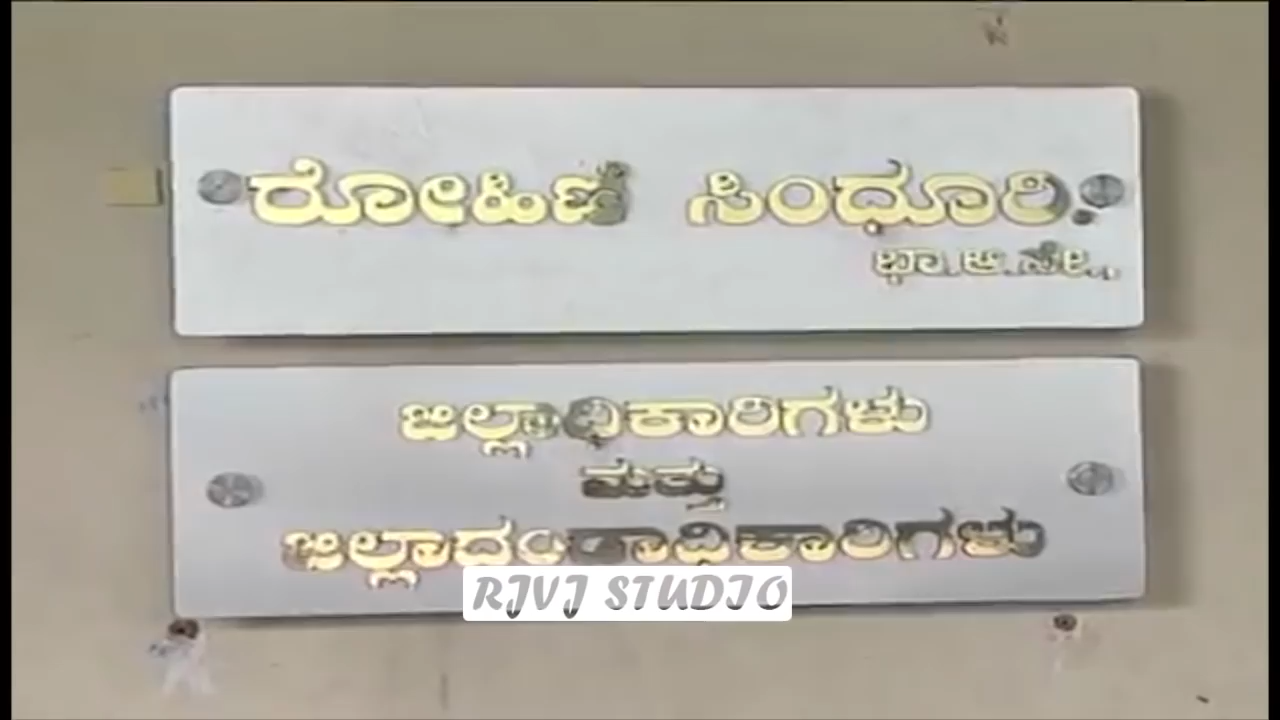 ರೋಹಿಣಿ ಸಿಂಧೂರಿ.
ಭಾ.ಆ.ಸೇ.,
ಜಿಲ್ಲಾಧಿಕಾರಿಗಳು
ಮತ್ತು
ಜಿಲ್ಲಾದಂಡಾಧಿಕಾರಿಗಳು
RJVJ STUDIO